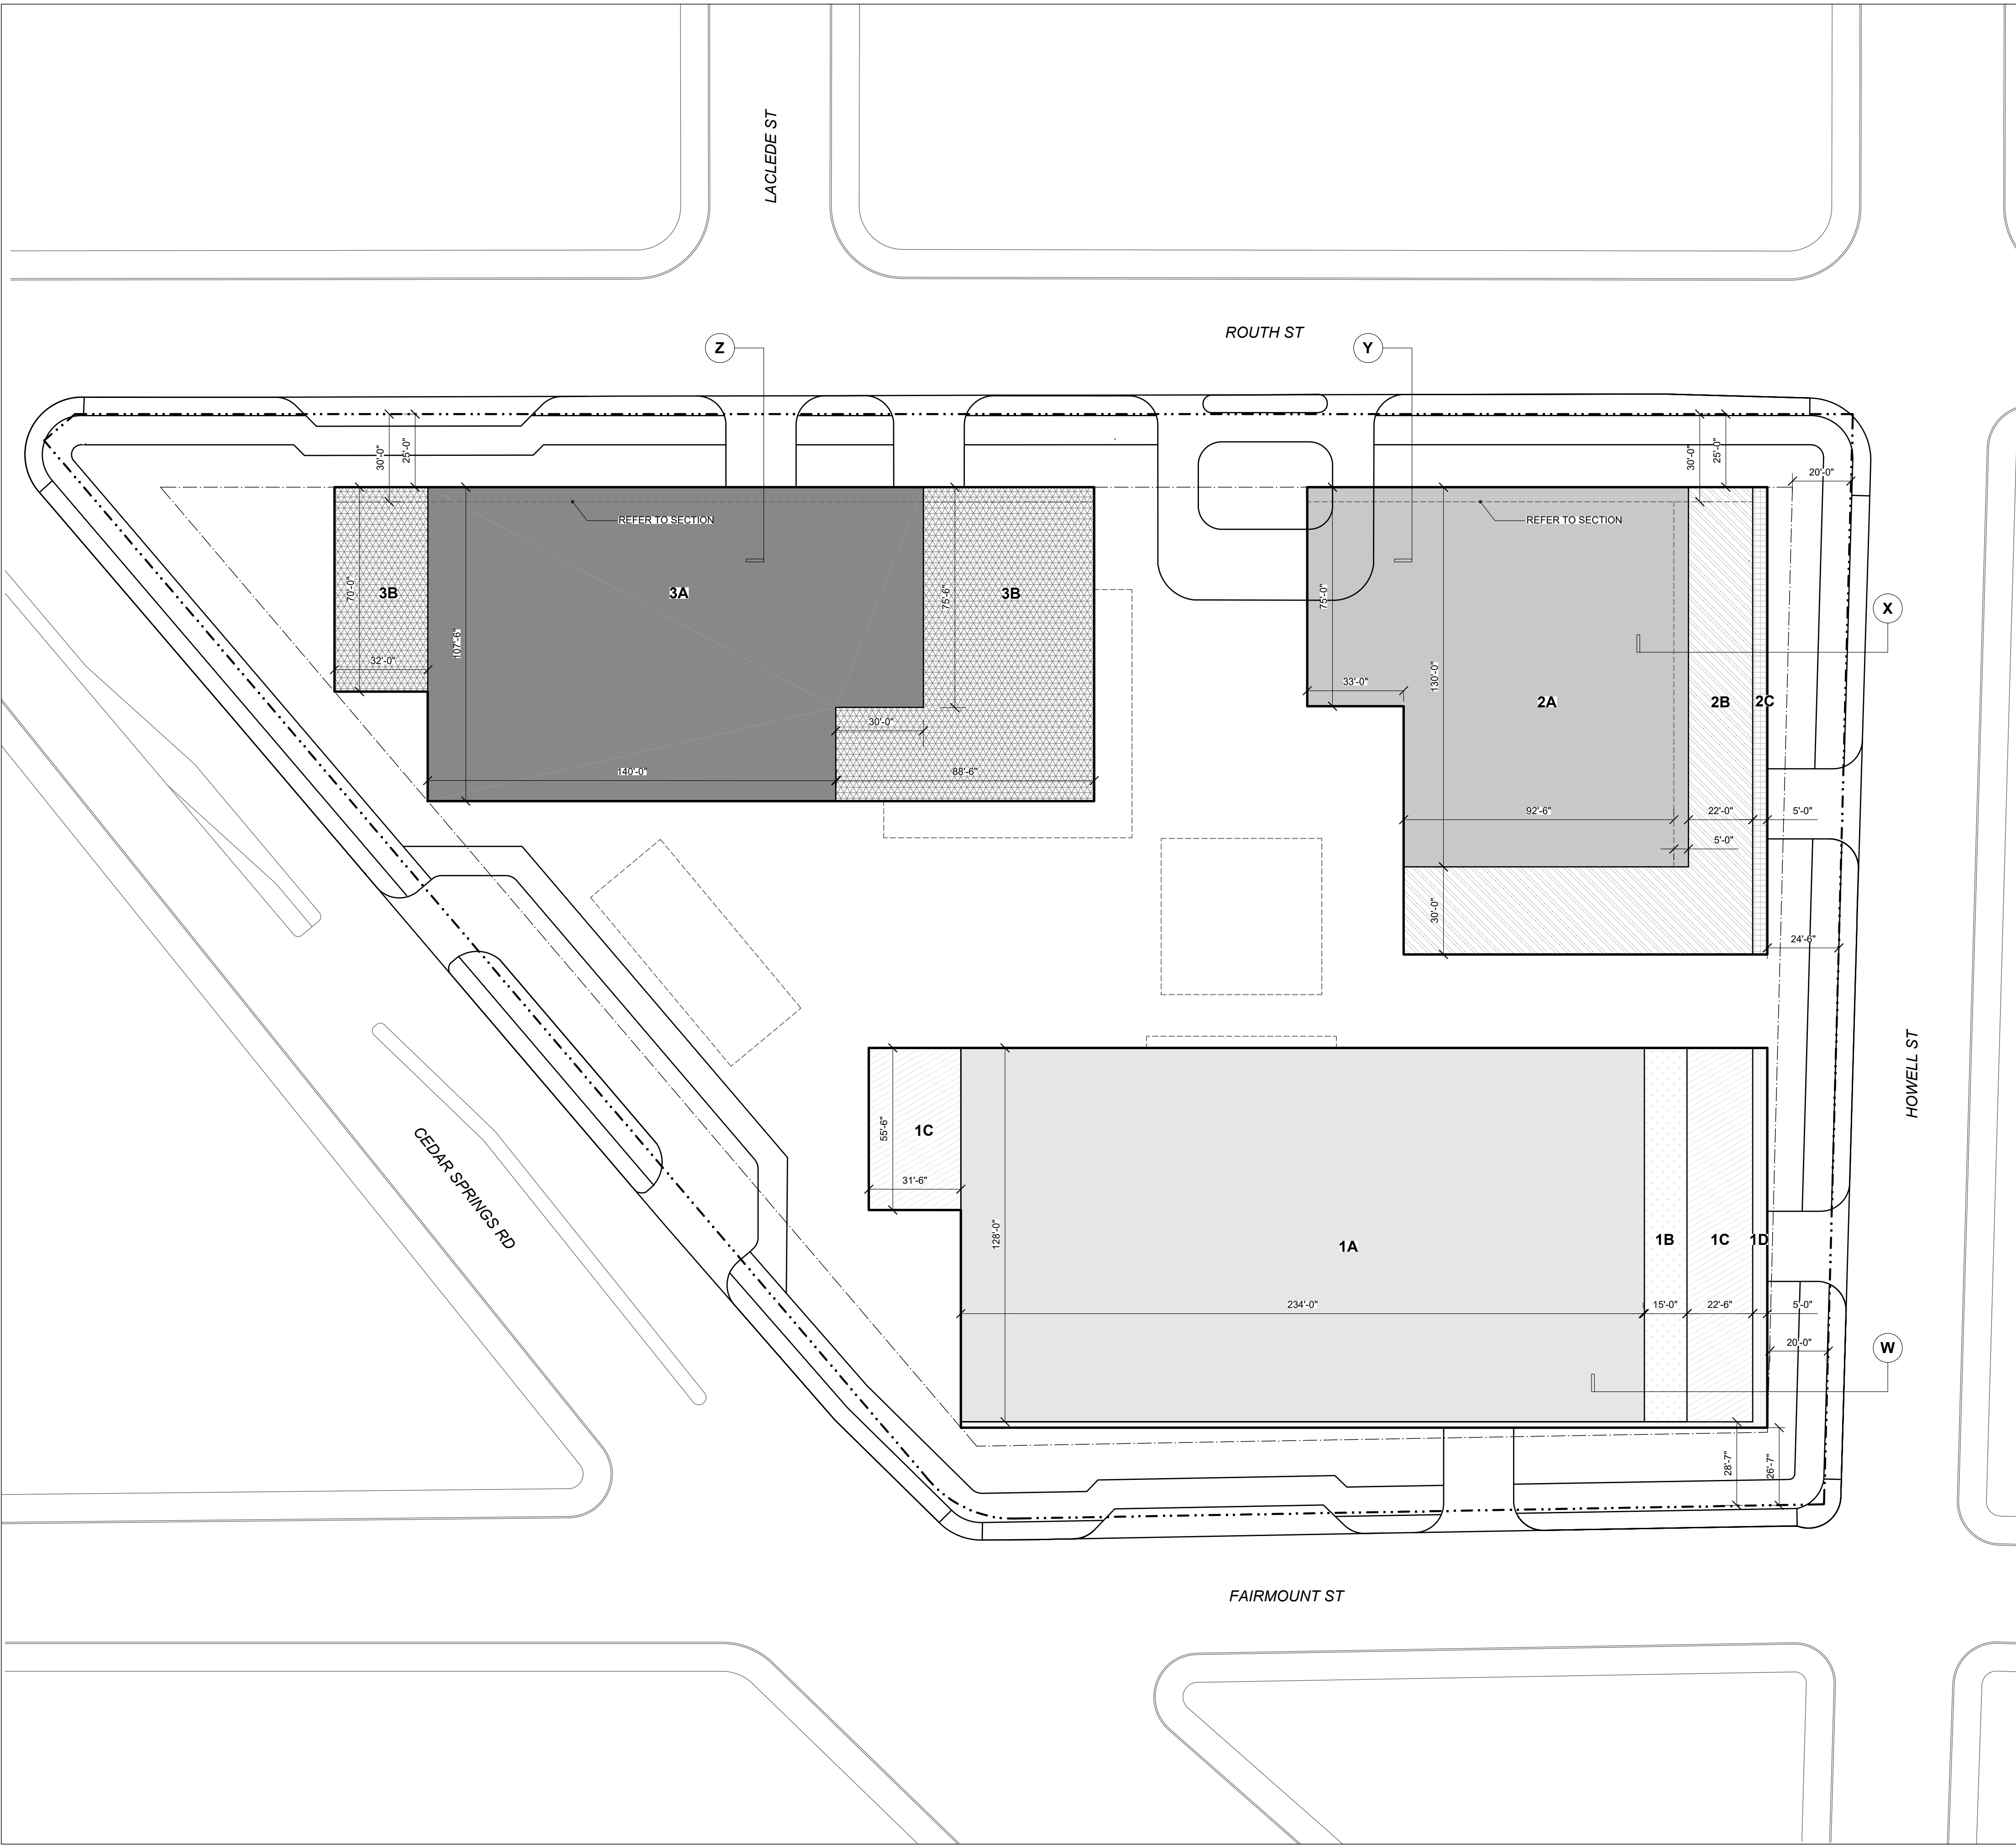 LACLEDE ST
ROUTH ST
Z
Y
30'-0"
25'-0"
30'-0"
25'-0"
20'-0"
REFER TO SECTION
REFER TO SECTION
70'-0"
3B
3A
75'-6"
3B
75'-0"
X
107'-6"
32'-0"
33'-0"
130'-0"
2A
2B
2C
30'-0"
140'-0"
88'-6"
92'-6"
22'-0"
5'-0"
5'-0"
30'-0"
24'-6"
HOWELL ST
55'-6"
1C
CEDAR SPRINGS RD
31'-6"
128'-0"
1A
1B
1C
1D
234'-0"
15'-0"
22'-6"
5'-0"
20'-0"
W
28'-7"
26'-7"
FAIRMOUNT ST